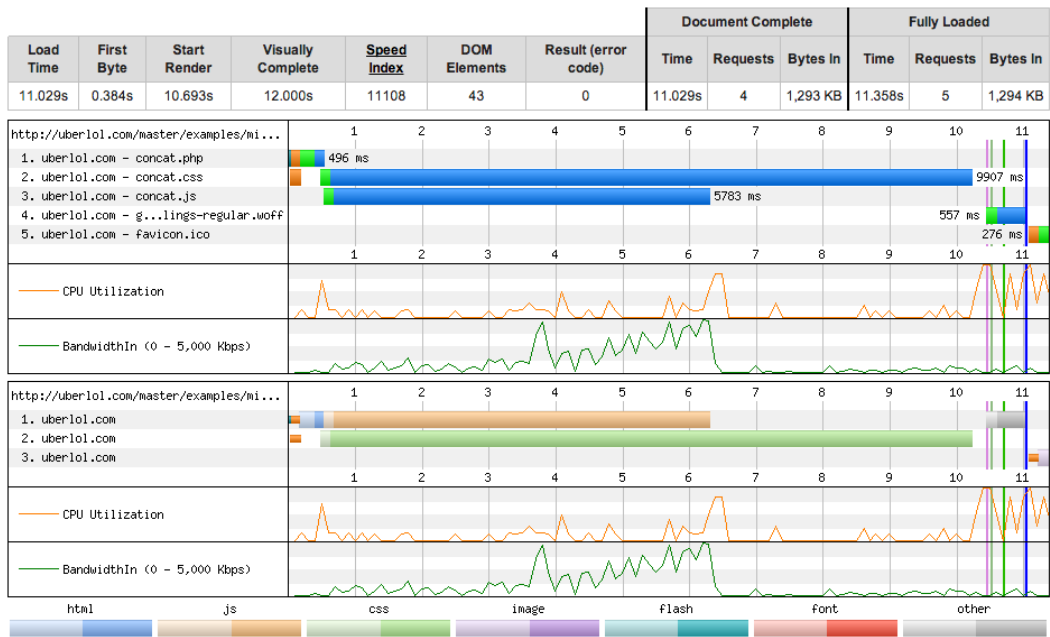 Document Complete Fully Loaded
Load Time First Byte Start Render Visually Complete Speed Index DOM Elements Result (error code) Time Requests Bytes In Time Requests Bytes In
11.029s 0.384s 10.693s 12.000s 11108 43 0 11.029s 4 1,293 KB 11.358s 5 1,294 KB
http://uberlol.com/master/examples/mi... 1 2 3 4 5 6 7 8 9 10 11
1. uberlol.com - concat.php 496 ms
2. uberlol.com - concat.css 9907 ms
3. uberlol.com - concat.js 5783 ms
4. uberlol.com - g...lings-regular.woff 557 ms
5. uberlol.com - favicon.ico 276 ms
1 2 3 4 5 6 7 8 9 10 11
CPU Utilization
BandwidthIn (0 - 5,000 Kbps)
http://uberlol.com/master/examples/mi... 1 2 3 4 5 6 7 8 9 10 11
1. uberlol.com
2. uberlol.com
3. uberlol.com
1 2 3 4 5 6 7 8 9 10 11
CPU Utilization
BandwidthIn (0 - 5,000 Kbps)
html js css image flash font other